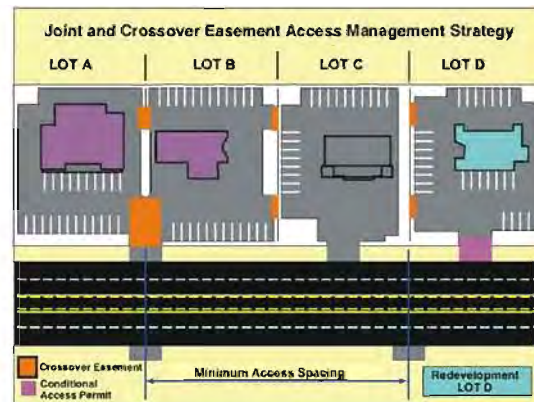 Joint and Crossover Easement Access Management Strategy
LOT A
LOT B
LOT C
LOT D
Crossover Easement
Conditional
Access Permit
Minimum Access Spacing
Redevelopment
LOT D